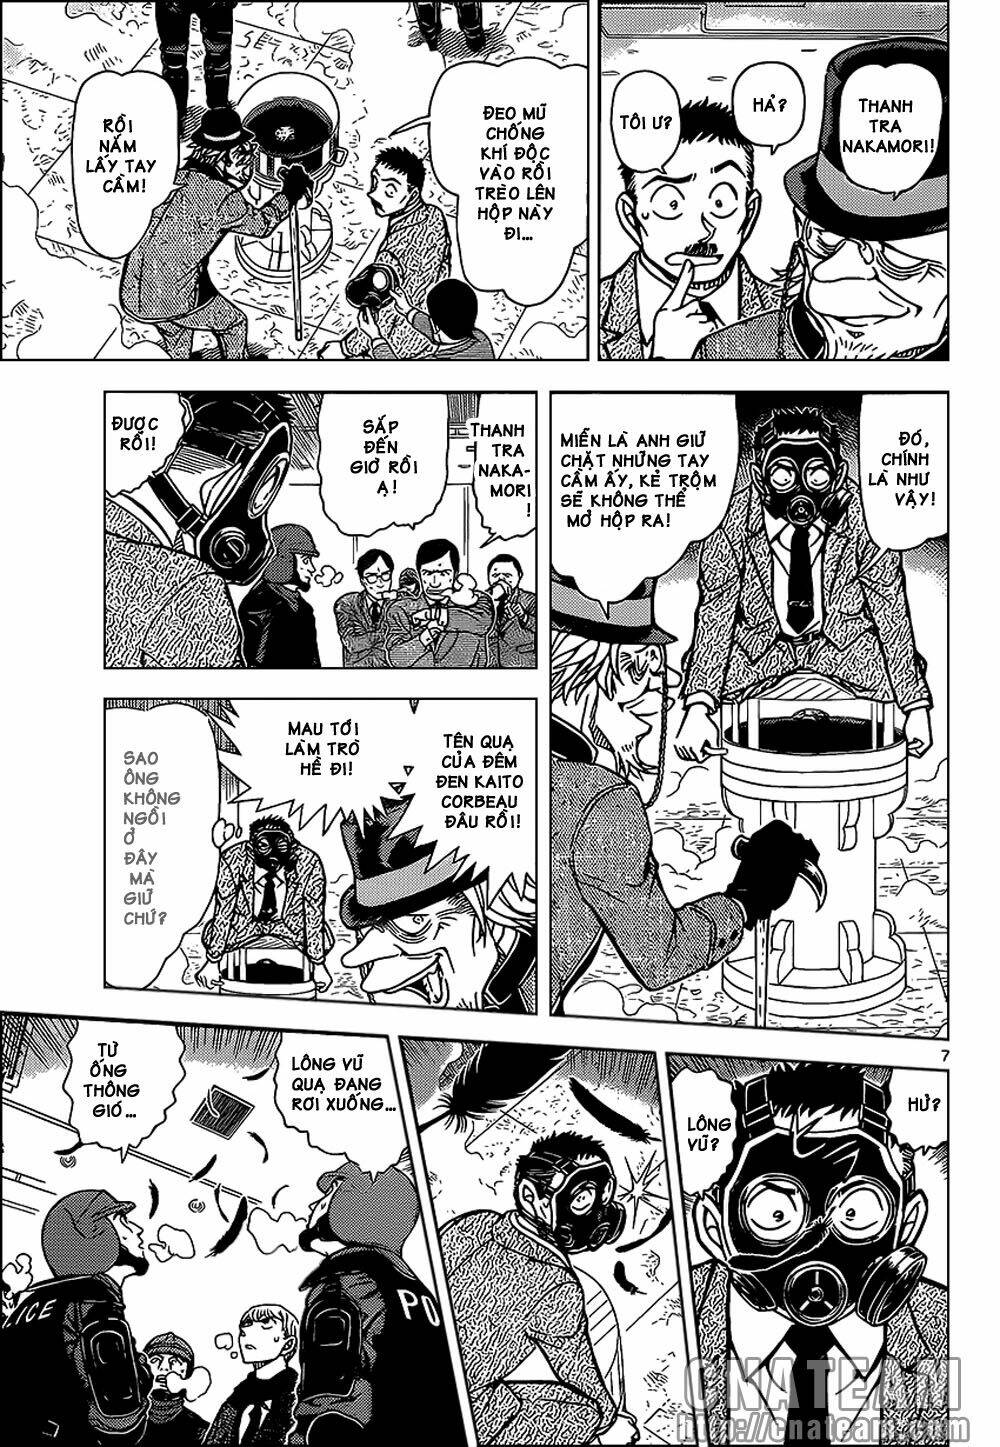 THANH
TRA
NAKAMORI!
HẢ?
TÔI Ư?
ĐEO MŨ
CHỐNG
KHÍ ĐỘC
VÀO RỒI
TRÈO LÊN
HỘP NÀY
ĐI...
RỒI
NẮM
LẤY TAY
CẦM!
ĐÓ,
CHÍNH
LÀ NHƯ
VẬY!
MIỄN LÀ ANH GIỮ
CHẶT NHỮNG TAY
CẦM ẤY, KẺ TRỘM
SẼ KHÔNG THỂ
MỞ HỘP RA!
THANH
TRA
NAKA-
MORI
!
SẮP
ĐẾN
GIỜ RỒI
Ạ!
ĐƯỢC
RỒI!
TÊN QUẠ
CỦA ĐÊM
ĐEN KAITO
CORBEAU
ĐÂU RỒI!
MAU TỚI
LÀM TRÒ
HỀ ĐI!
SAO
ÔNG
KHÔNG
NGỒI
Ở
ĐÂY
MÀ
GIỮ
CHỨ?
7
HỬ?
LÔNG
VŨ?
LÔNG VŨ
QUẠ ĐANG
RƠI XUỐNG...
TỪ
ỐNG
THÔNG
GIÓ...
LICE
PO
CNATEAM
http://cnateam.com/